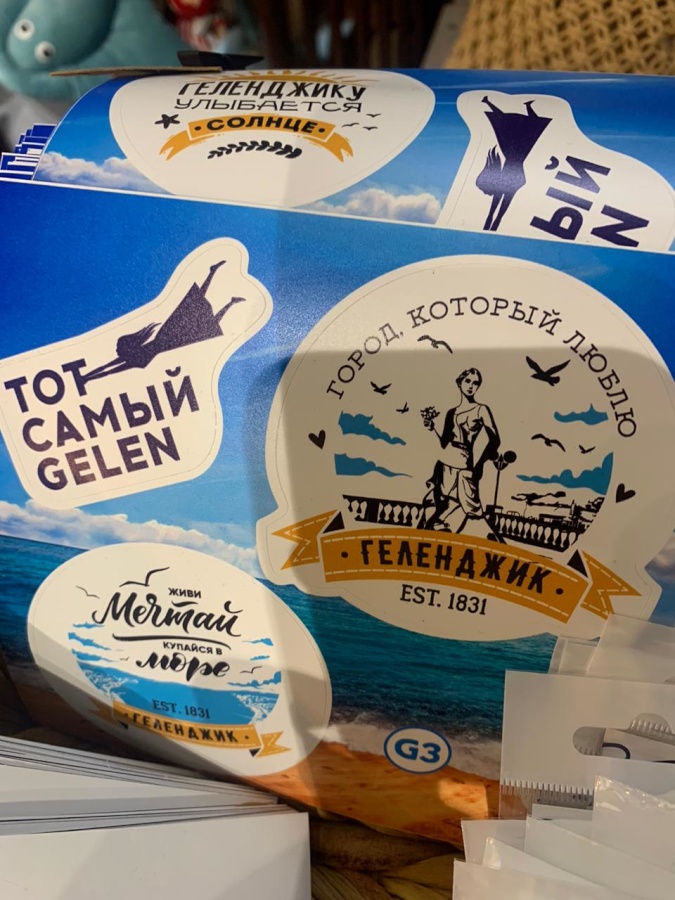 ГЕЛЕНДЖИКУ
УЛЫБАЕТСЯ
СОЛНЦЕ
ЫЙ
N
ТОТ
САМЫЙ
GELEN
ГОРОД, КОТОРЫЙ ЛЮБЛЮ
ГЕЛЕНДЖИК
EST. 1831
ЖИВИ
Мечтай
КУПАЙСЯ В
море
EST. 1831
ГЕЛЕНДЖИК
G3